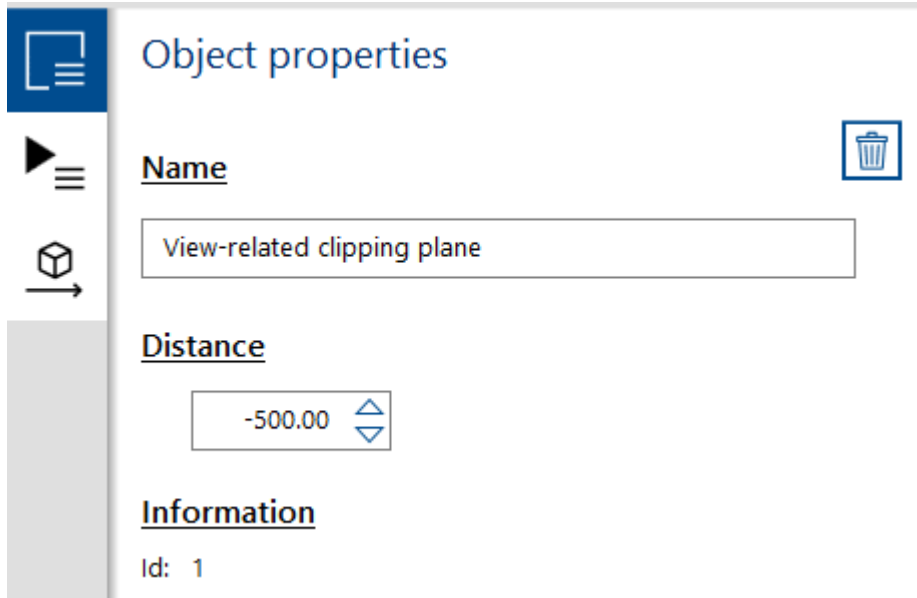 Object properties
Name
View-related clipping plane
Distance
-500.00
Information
Id: 1